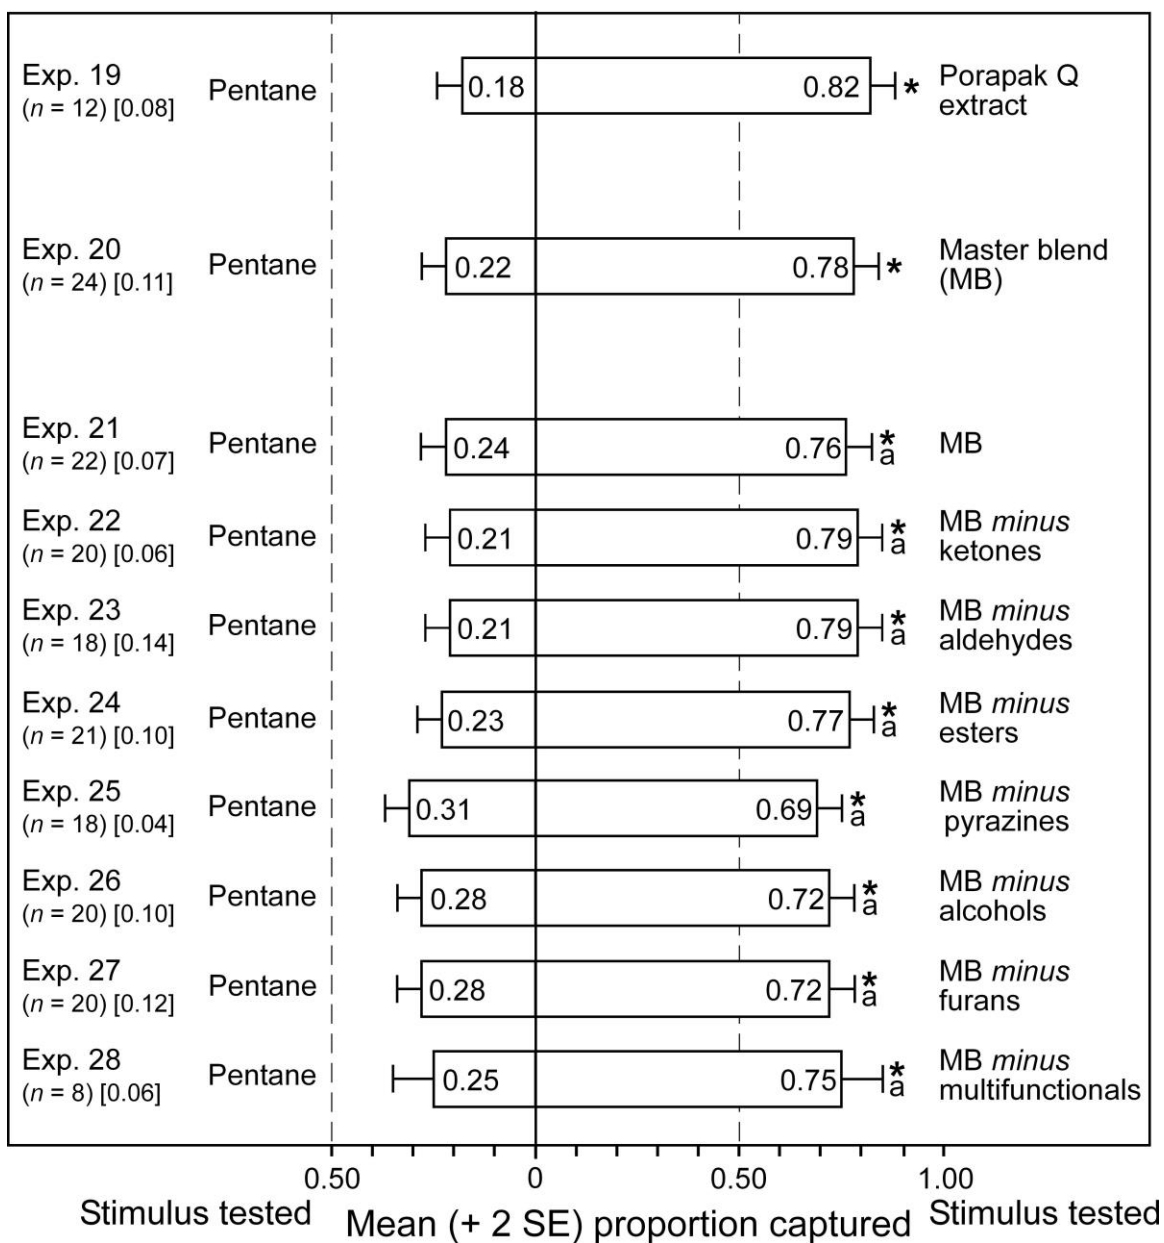 Exp. 19
(n = 12) [0.08]
Pentane
0.18
0.82
*
Porapak Q
extract
Exp. 20
(n = 24) [0.11]
Pentane
0.22
0.78
*
Master blend
(MB)
Exp. 21
(n = 22) [0.07]
Pentane
0.24
0.76
*
a
MB
Exp. 22
(n = 20) [0.06]
Pentane
0.21
0.79
*
a
MB minus
ketones
Exp. 23
(n = 18) [0.14]
Pentane
0.21
0.79
*
a
MB minus
aldehydes
Exp. 24
(n = 21) [0.10]
Pentane
0.23
0.77
*
a
MB minus
esters
Exp. 25
(n = 18) [0.04]
Pentane
0.31
0.69
*
a
MB minus
pyrazines
Exp. 26
(n = 20) [0.10]
Pentane
0.28
0.72
*
a
MB minus
alcohols
Exp. 27
(n = 20) [0.12]
Pentane
0.28
0.72
*
a
MB minus
furans
Exp. 28
(n = 8) [0.06]
Pentane
0.25
0.75
*
a
MB minus
multifunctionals
0.50 0 0.50 1.00
Stimulus tested Mean (+ 2 SE) proportion captured Stimulus tested